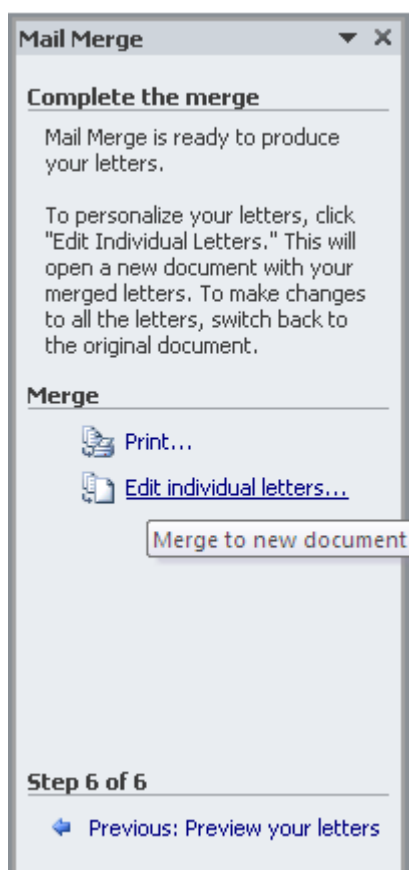 Mail Merge
Complete the merge
Mail Merge is ready to produce
your letters.
To personalize your letters, click
"Edit Individual Letters." This will
open a new document with your
merged letters. To make changes
to all the letters, switch back to
the original document.
Merge
Print...
Edit individual letters...
Merge to new document
Step 6 of 6
Previous: Preview your letters